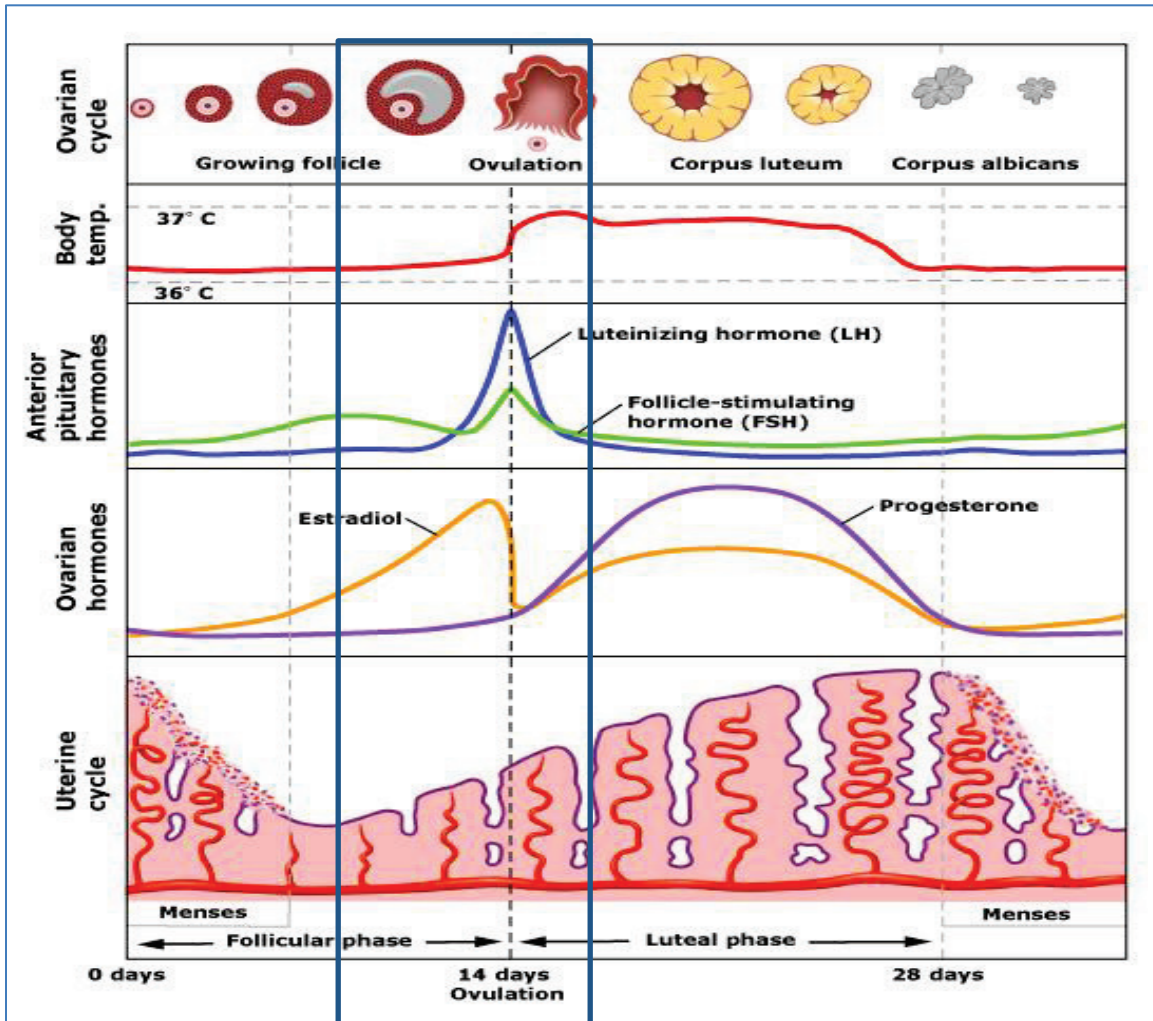 Ovarian
cycle
Growing follicle
Ovulation
Corpus luteum
Corpus albicans
Body
temp.
37° C
36° C
Anterior
pituitary
hormones
Luteinizing hormone (LH)
Follicle-stimulating
hormone (FSH)
Ovarian
hormones
Estradiol
Progesterone
Uterine
cycle
Menses
Menses
Follicular phase
Luteal phase
0 days
14 days
Ovulation
28 days